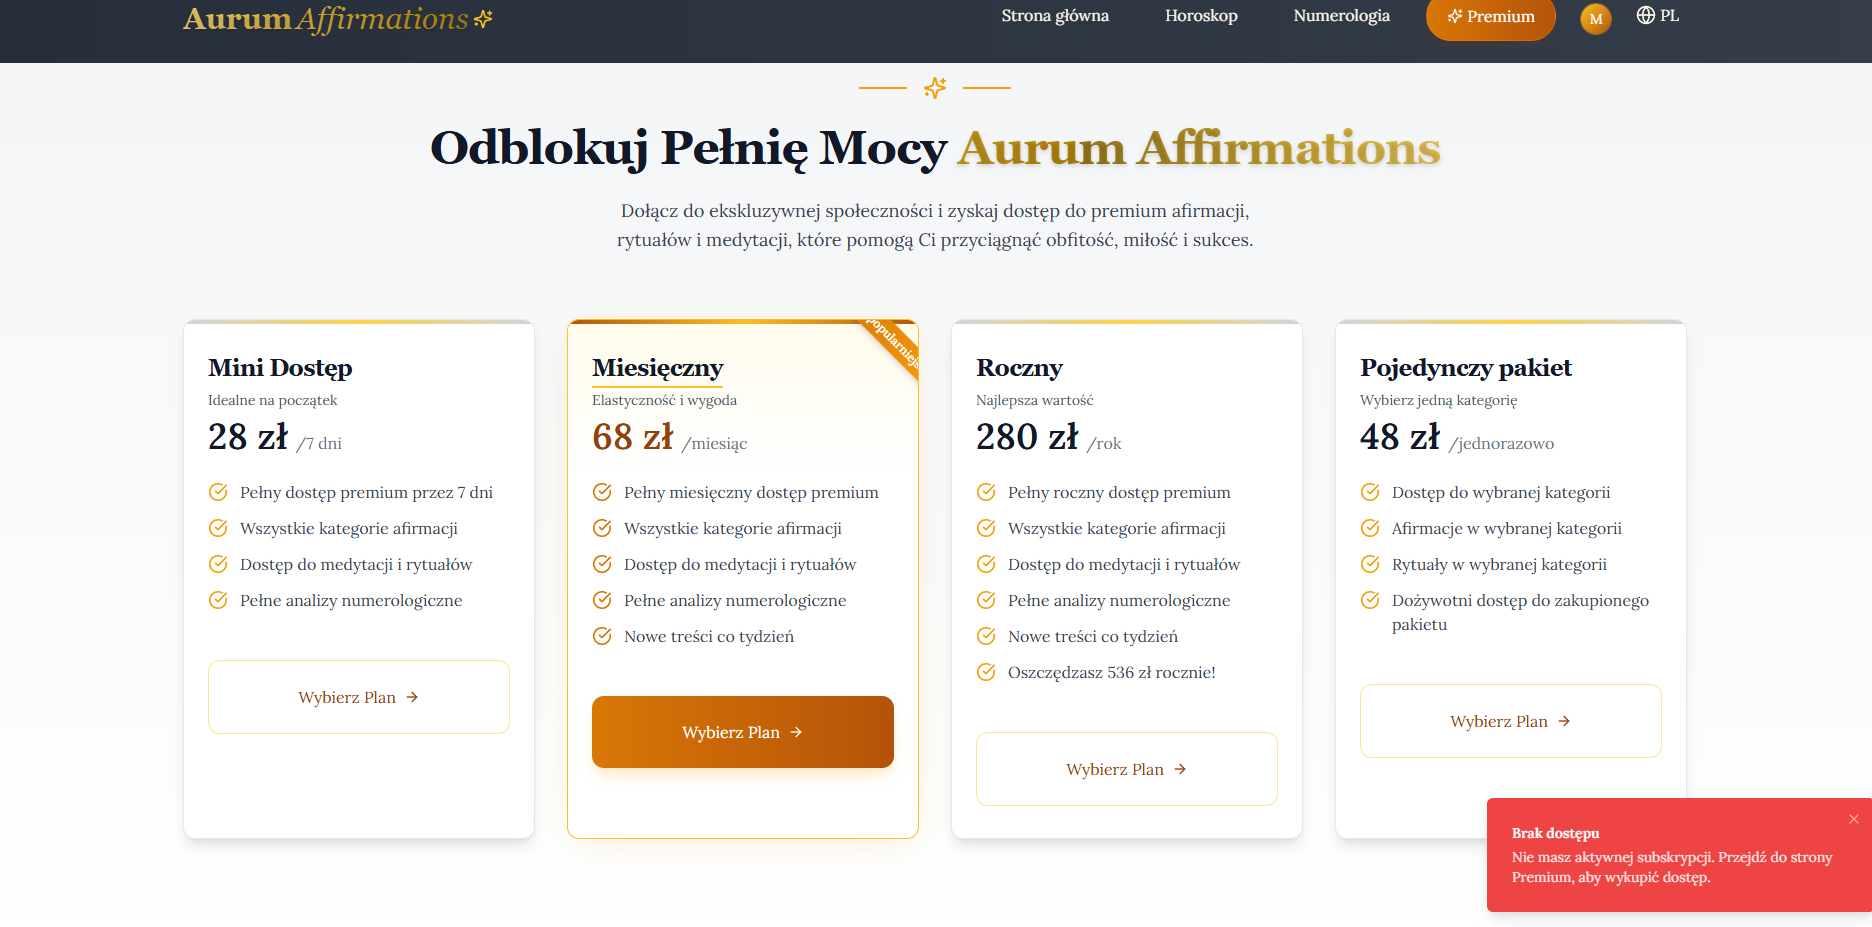 Aurum Affirmations
Strona główna
Horoskop
Numerologia
Premium
M
PL
Odblokuj Pełnię Mocy Aurum Affirmations
Dołącz do ekskluzywnej społeczności i zyskaj dostęp do premium afirmacji,
rytuałów i medytacji, które pomogą Ci przyciągnąć obfitość, miłość i sukces.
Mini Dostęp
Idealne na początek
28 zł /7 dni
Pełny dostęp premium przez 7 dni
Wszystkie kategorie afirmacji
Dostęp do medytacji i rytuałów
Pełne analizy numerologiczne
Wybierz Plan
Miesięczny
Elastyczność i wygoda
68 zł /miesiąc
Pełny miesięczny dostęp premium
Wszystkie kategorie afirmacji
Dostęp do medytacji i rytuałów
Pełne analizy numerologiczne
Nowe treści co tydzień
Wybierz Plan
Roczny
Najlepsza wartość
280 zł /rok
Pełny roczny dostęp premium
Wszystkie kategorie afirmacji
Dostęp do medytacji i rytuałów
Pełne analizy numerologiczne
Nowe treści co tydzień
Oszczędzasz 536 zł rocznie!
Wybierz Plan
Pojedynczy pakiet
Wybierz jedną kategorię
48 zł /jednorazowo
Dostęp do wybranej kategorii
Afirmacje w wybranej kategorii
Rytuały w wybranej kategorii
Dożywotni dostęp do zakupionego
pakietu
Wybierz Plan
Brak dostępu
Nie masz aktywnej subskrypcji. Przejdź do strony
Premium, aby wykupić dostęp.